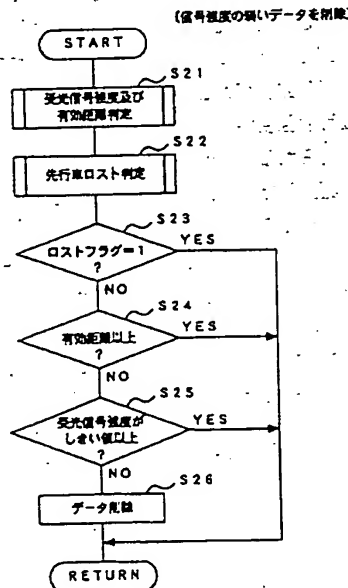 (信号強度の弱いデータを削除)
START
S21
受光信号強度及び
有効距離判定
S22
先行車ロスト判定
S23
ロストフラグ=1
?
YES
NO
S24
有効距離以上
?
YES
NO
S25
受光信号強度が
しきい値以上
?
YES
NO
S26
データ削除
RETURN